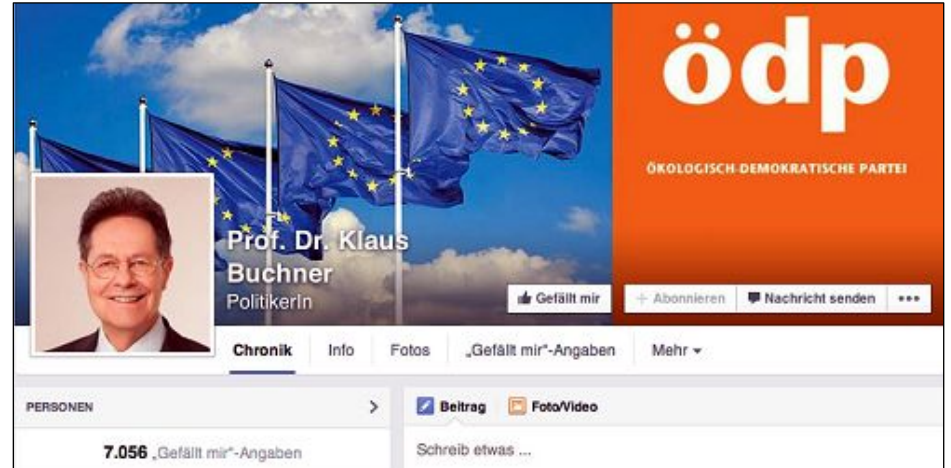 ödp
ÖKOLOGISCH-DEMOKRATISCHE PARTEI
Prof. Dr. Klaus
Buchner
PolitikerIn
Gefällt mir
+ Abonnieren
Nachricht senden
•••
Chronik Info Fotos „Gefällt mir“-Angaben Mehr
PERSONEN
7.056 „Gefällt mir“-Angaben
Beitrag Foto/Video
Schreib etwas ...